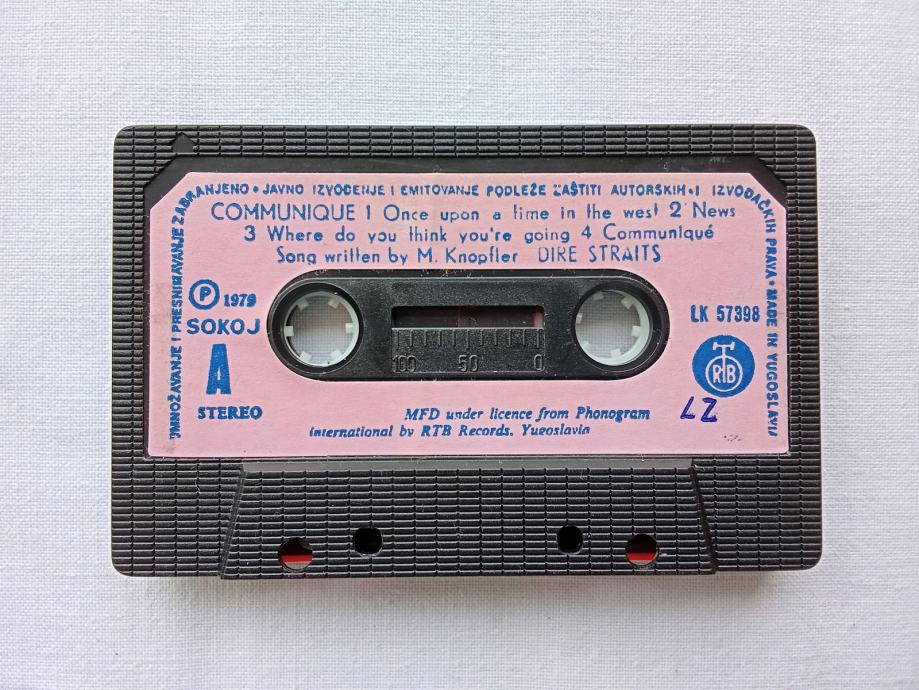 UMNOŽAVANJE I PRESNIMAVANJE ZABRANJENO • JAVNO IZVOĐENJE I EMITOVANJE PODLEŽE ZAŠTITI AUTORSKIH • I IZVOĐAČKIH PRAVA • MADE IN YUGOSLAVIJ
COMMUNIQUE 1 Once upon a time in the west 2 News
3 Where do you think you're going 4 Communiqué
Song written by M. Knopfler DIRE STRAITS
Ⓟ 1979
SOKOJ
LK 57398
A
RTB
100 50 0
STEREO
MFD under licence from Phonogram
international by RTB Records. Yugoslavia